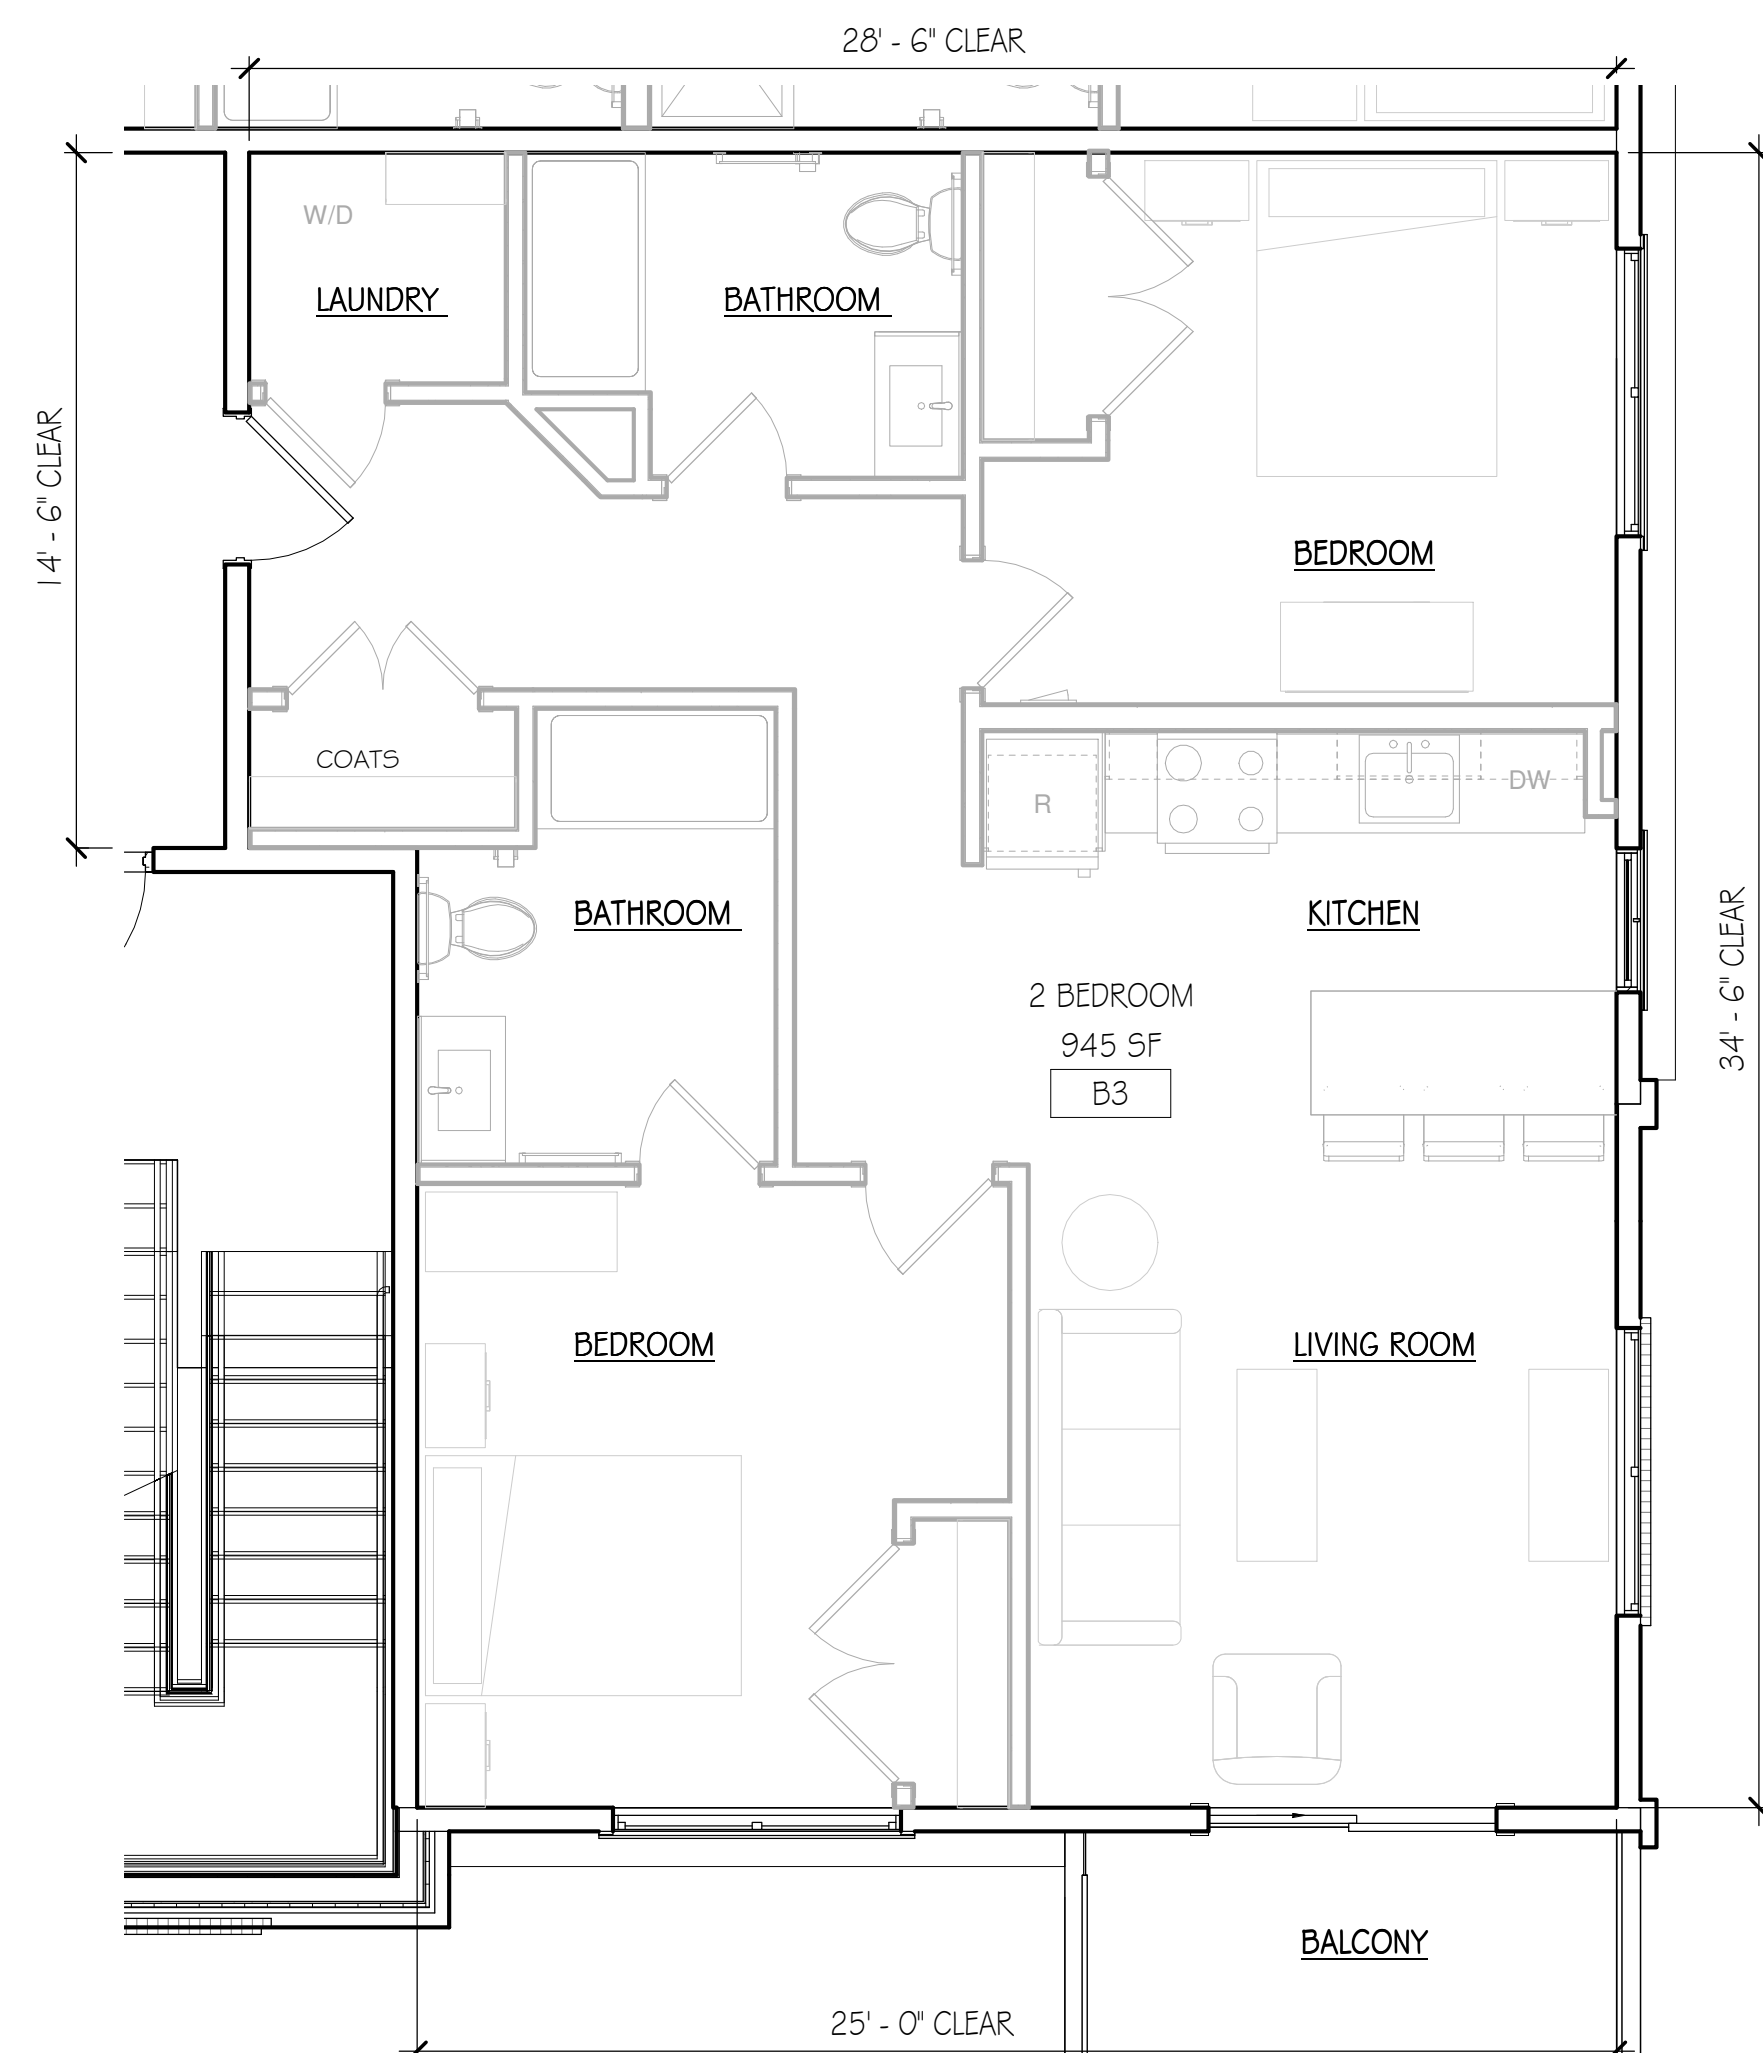 28' - 6" CLEAR
W/D
LAUNDRY
BATHROOM
14' - 6" CLEAR
BEDROOM
COATS
R
DW
BATHROOM
KITCHEN
34' - 6" CLEAR
2 BEDROOM
945 SF
B3
BEDROOM
LIVING ROOM
BALCONY
25' - 0" CLEAR